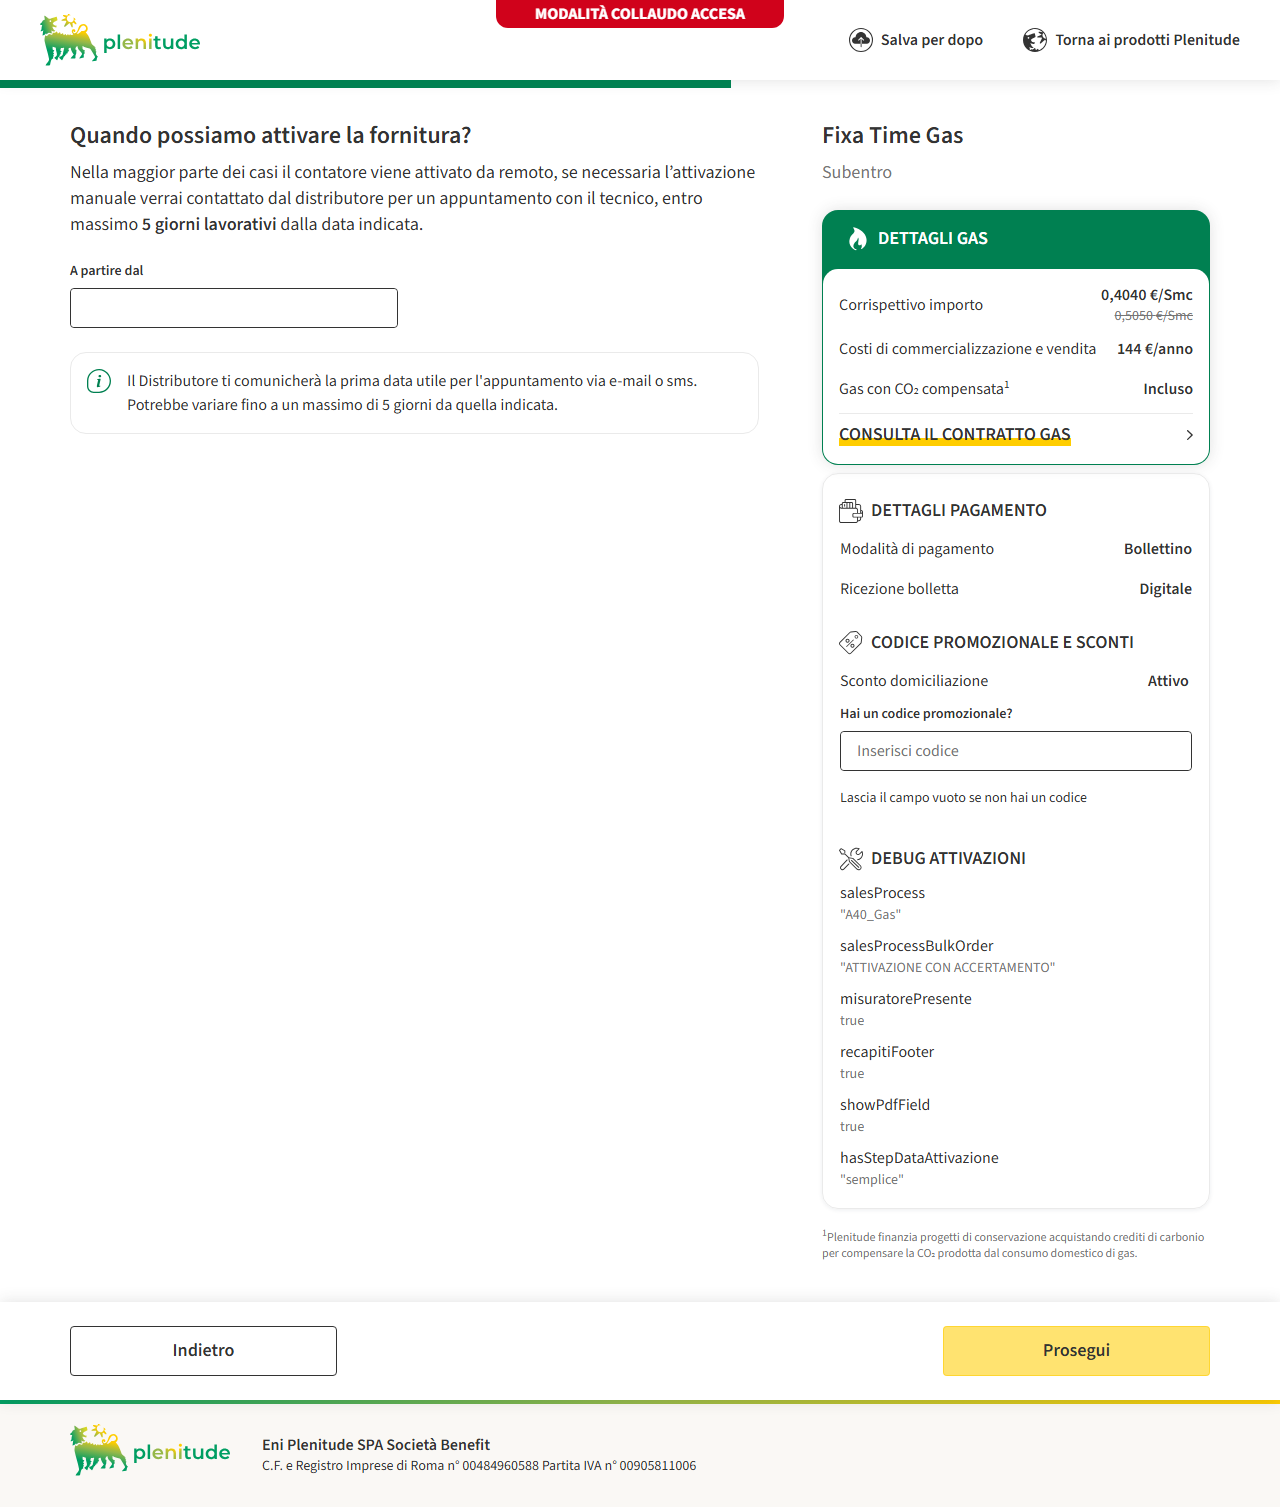 MODALITÀ COLLAUDO ACCESA
plenitude
Salva per dopo
Torna ai prodotti Plenitude
Quando possiamo attivare la fornitura?
Nella maggior parte dei casi il contatore viene attivato da remoto, se necessaria l’attivazione
manuale verrai contattato dal distributore per un appuntamento con il tecnico, entro
massimo 5 giorni lavorativi dalla data indicata.
A partire dal
Il Distributore ti comunicherà la prima data utile per l'appuntamento via e-mail o sms.
Potrebbe variare fino a un massimo di 5 giorni da quella indicata.
Fixa Time Gas
Subentro
DETTAGLI GAS
Corrispettivo importo
0,4040 €/Smc
0,5050 €/Smc
Costi di commercializzazione e vendita 144 €/anno
Gas con CO₂ compensata¹ Incluso
CONSULTA IL CONTRATTO GAS
DETTAGLI PAGAMENTO
Modalità di pagamento Bollettino
Ricezione bolletta Digitale
CODICE PROMOZIONALE E SCONTI
Sconto domiciliazione Attivo
Hai un codice promozionale?
Inserisci codice
Lascia il campo vuoto se non hai un codice
DEBUG ATTIVAZIONI
salesProcess
"A40_Gas"
salesProcessBulkOrder
"ATTIVAZIONE CON ACCERTAMENTO"
misuratorePresente
true
recapitiFooter
true
showPdfField
true
hasStepDataAttivazione
"semplice"
¹Plenitude finanzia progetti di conservazione acquistando crediti di carbonio
per compensare la CO₂ prodotta dal consumo domestico di gas.
Indietro
Prosegui
plenitude
Eni Plenitude SPA Società Benefit
C.F. e Registro Imprese di Roma n° 00484960588 Partita IVA n° 00905811006